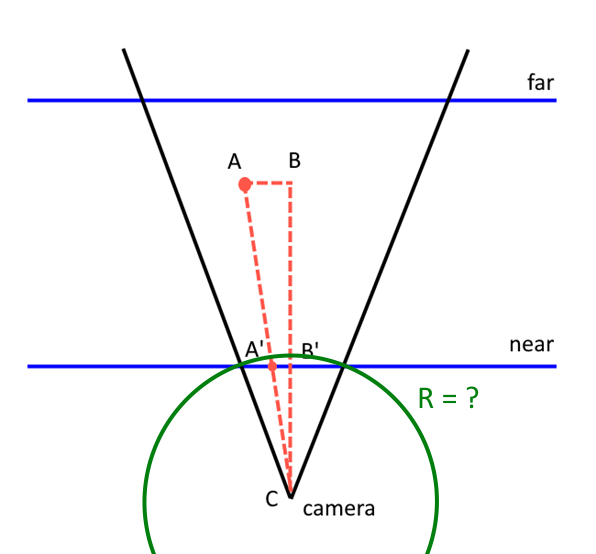 far
A B
A' B'
near
R = ?
C camera